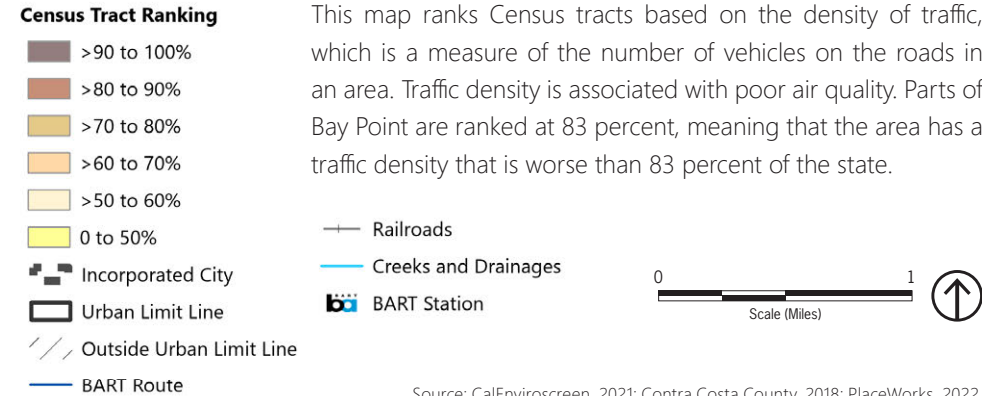 Census Tract Ranking
>90 to 100%
>80 to 90%
>70 to 80%
>60 to 70%
>50 to 60%
0 to 50%
Incorporated City
Urban Limit Line
Outside Urban Limit Line
BART Route
This map ranks Census tracts based on the density of traffic,
which is a measure of the number of vehicles on the roads in
an area. Traffic density is associated with poor air quality. Parts of
Bay Point are ranked at 83 percent, meaning that the area has a
traffic density that is worse than 83 percent of the state.
Railroads
Creeks and Drainages
ba BART Station
0 1
Scale (Miles)
Source: CalEnviroscreen, 2021; Contra Costa County, 2018; PlaceWorks, 2022.